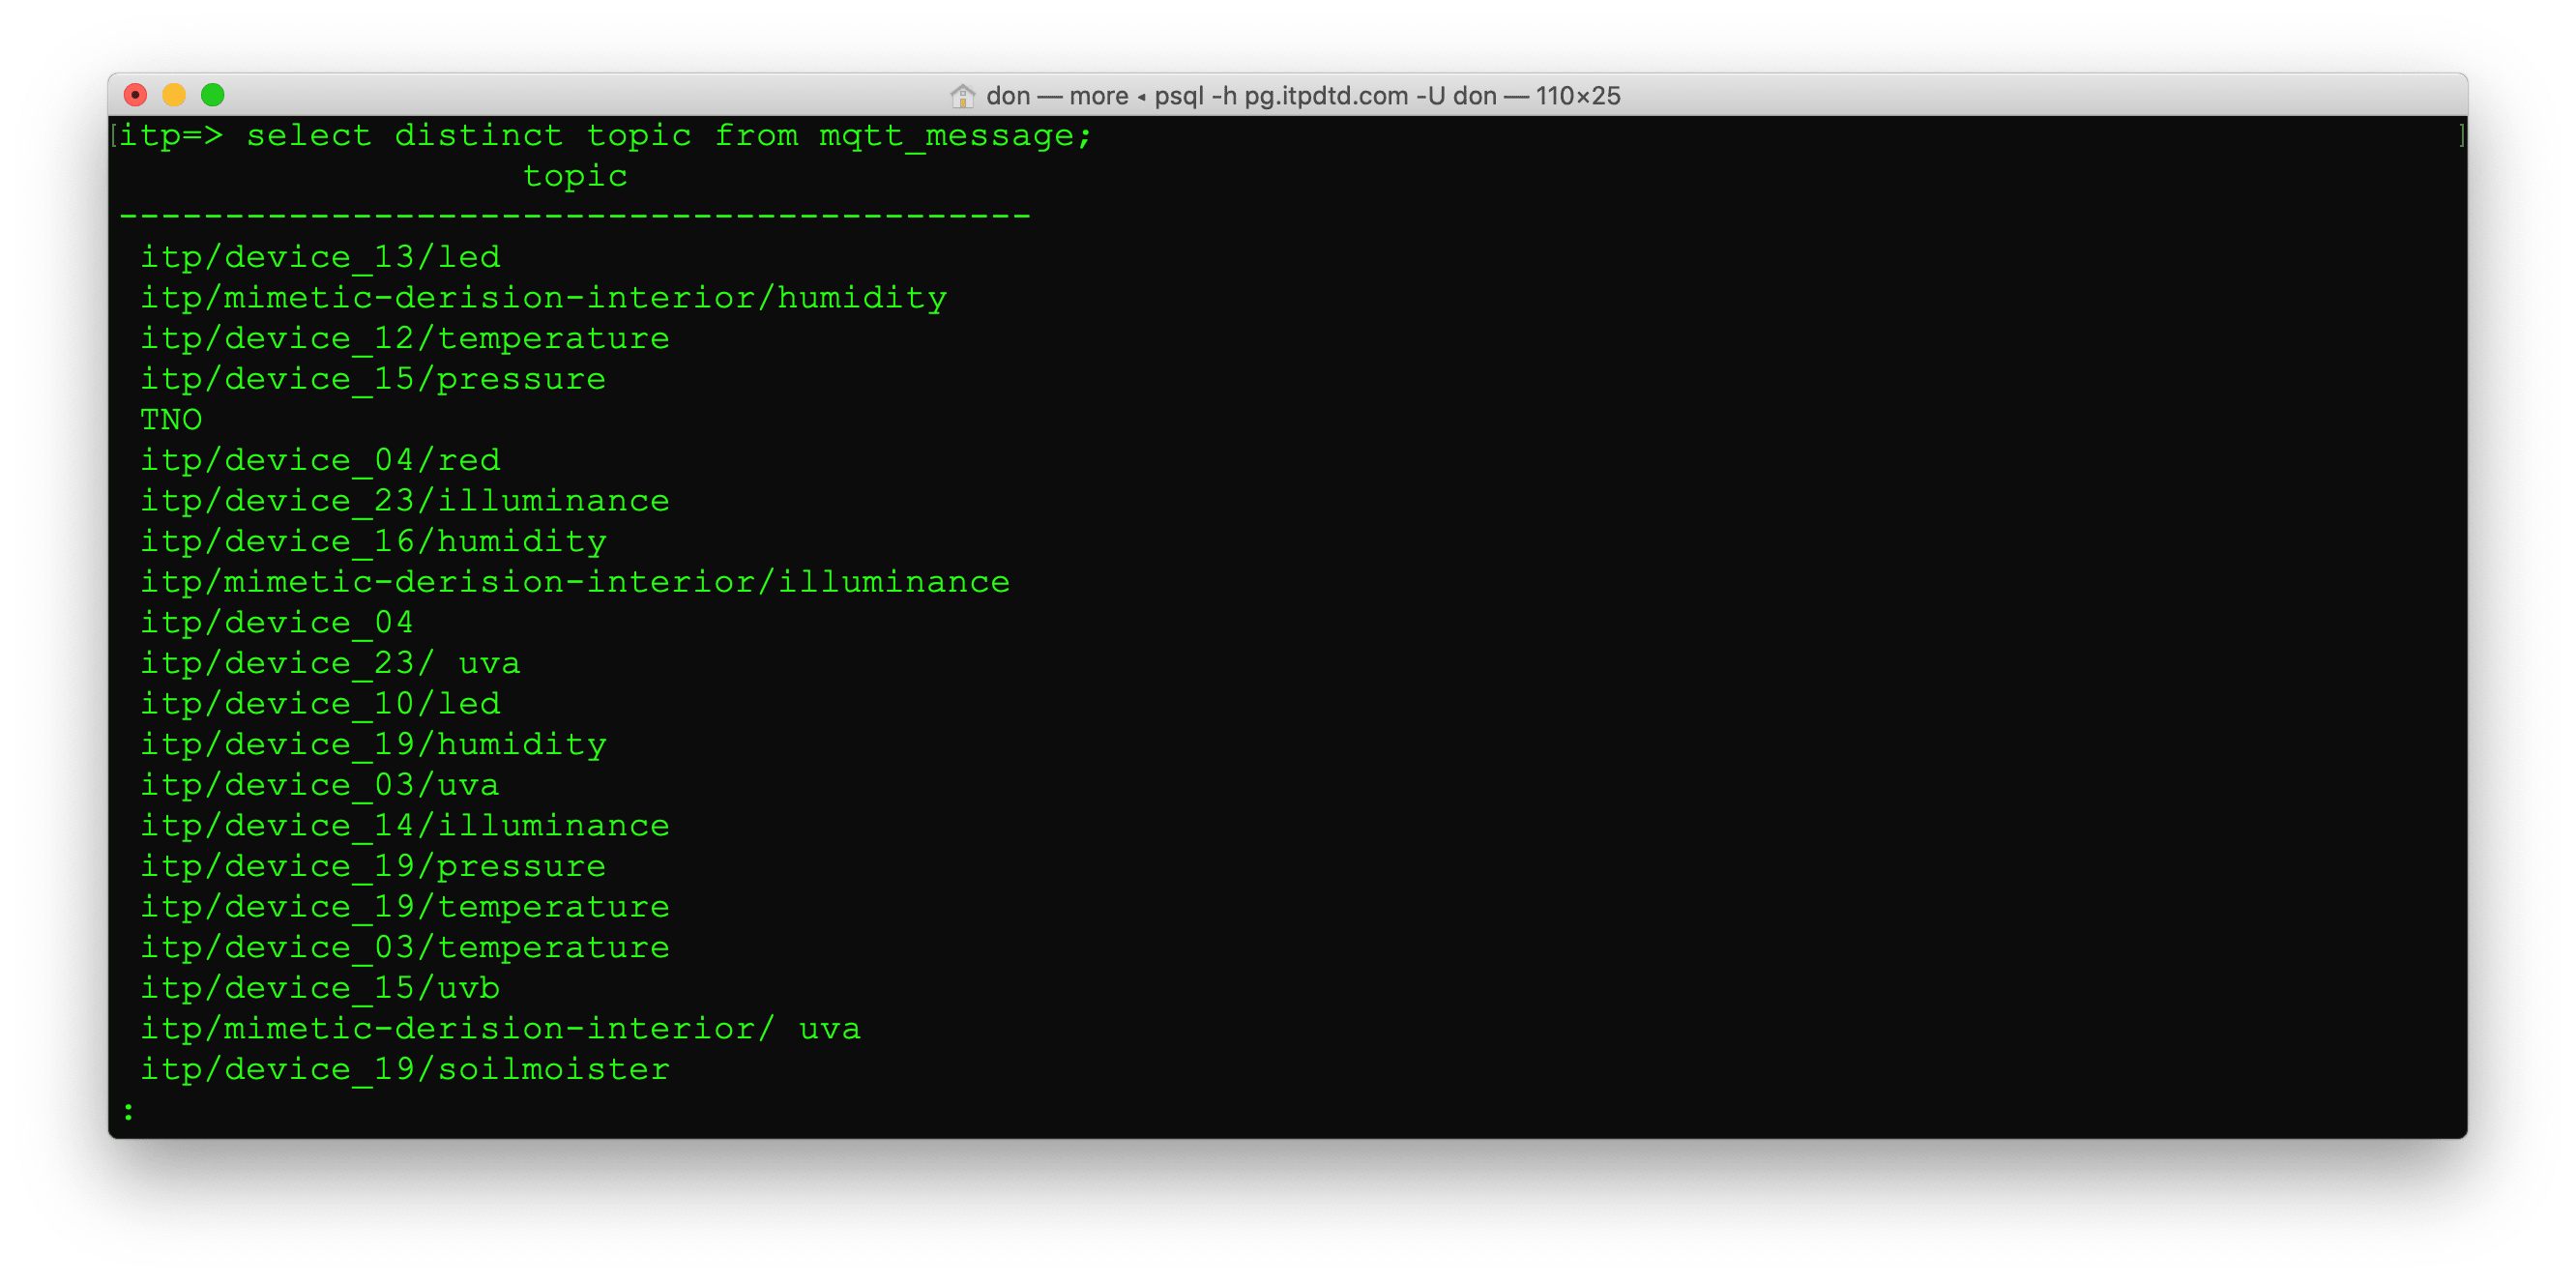 don — more ◂ psql -h pg.itpdtd.com -U don — 110×25
[itp=> select distinct topic from mqtt_message; ]
topic
-------------------------------------------
itp/device_13/led
itp/mimetic-derision-interior/humidity
itp/device_12/temperature
itp/device_15/pressure
TNO
itp/device_04/red
itp/device_23/illuminance
itp/device_16/humidity
itp/mimetic-derision-interior/illuminance
itp/device_04
itp/device_23/ uva
itp/device_10/led
itp/device_19/humidity
itp/device_03/uva
itp/device_14/illuminance
itp/device_19/pressure
itp/device_19/temperature
itp/device_03/temperature
itp/device_15/uvb
itp/mimetic-derision-interior/ uva
itp/device_19/soilmoister
: